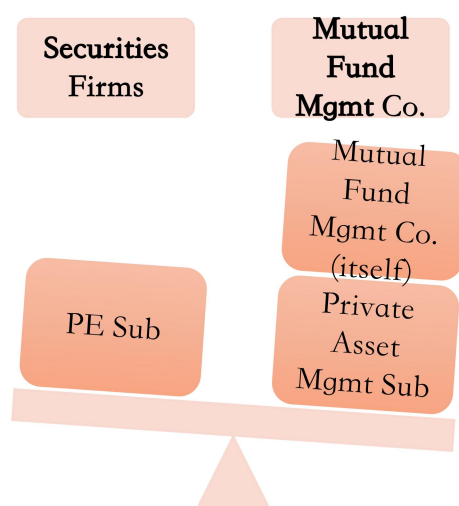 Securities
Firms
Mutual
Fund
Mgmt Co.
Mutual
Fund
Mgmt Co.
(itself)
PE Sub
Private
Asset
Mgmt Sub